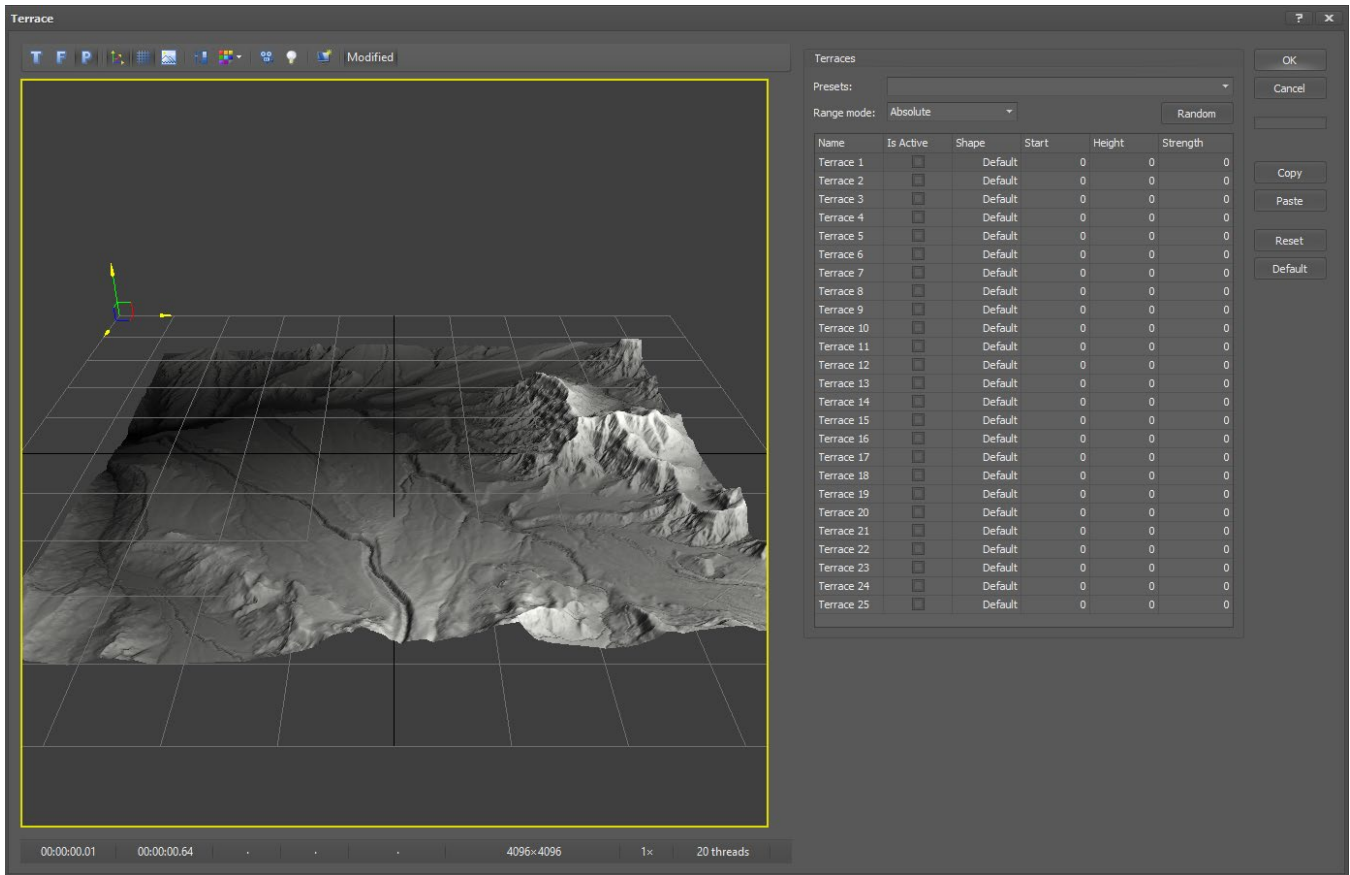 Terrace ? x
T F P Modified
Terraces
OK
Presets:
Cancel
Range mode: Absolute Random
Name Is Active Shape Start Height Strength
Terrace 1 Default 0 0 0
Terrace 2 Default 0 0 0
Terrace 3 Default 0 0 0
Terrace 4 Default 0 0 0
Terrace 5 Default 0 0 0
Terrace 6 Default 0 0 0
Terrace 7 Default 0 0 0
Terrace 8 Default 0 0 0
Terrace 9 Default 0 0 0
Terrace 10 Default 0 0 0
Terrace 11 Default 0 0 0
Terrace 12 Default 0 0 0
Terrace 13 Default 0 0 0
Terrace 14 Default 0 0 0
Terrace 15 Default 0 0 0
Terrace 16 Default 0 0 0
Terrace 17 Default 0 0 0
Terrace 18 Default 0 0 0
Terrace 19 Default 0 0 0
Terrace 20 Default 0 0 0
Terrace 21 Default 0 0 0
Terrace 22 Default 0 0 0
Terrace 23 Default 0 0 0
Terrace 24 Default 0 0 0
Terrace 25 Default 0 0 0
Copy
Paste
Reset
Default
00:00:00.01 00:00:00.64 . . . 4096×4096 1× 20 threads